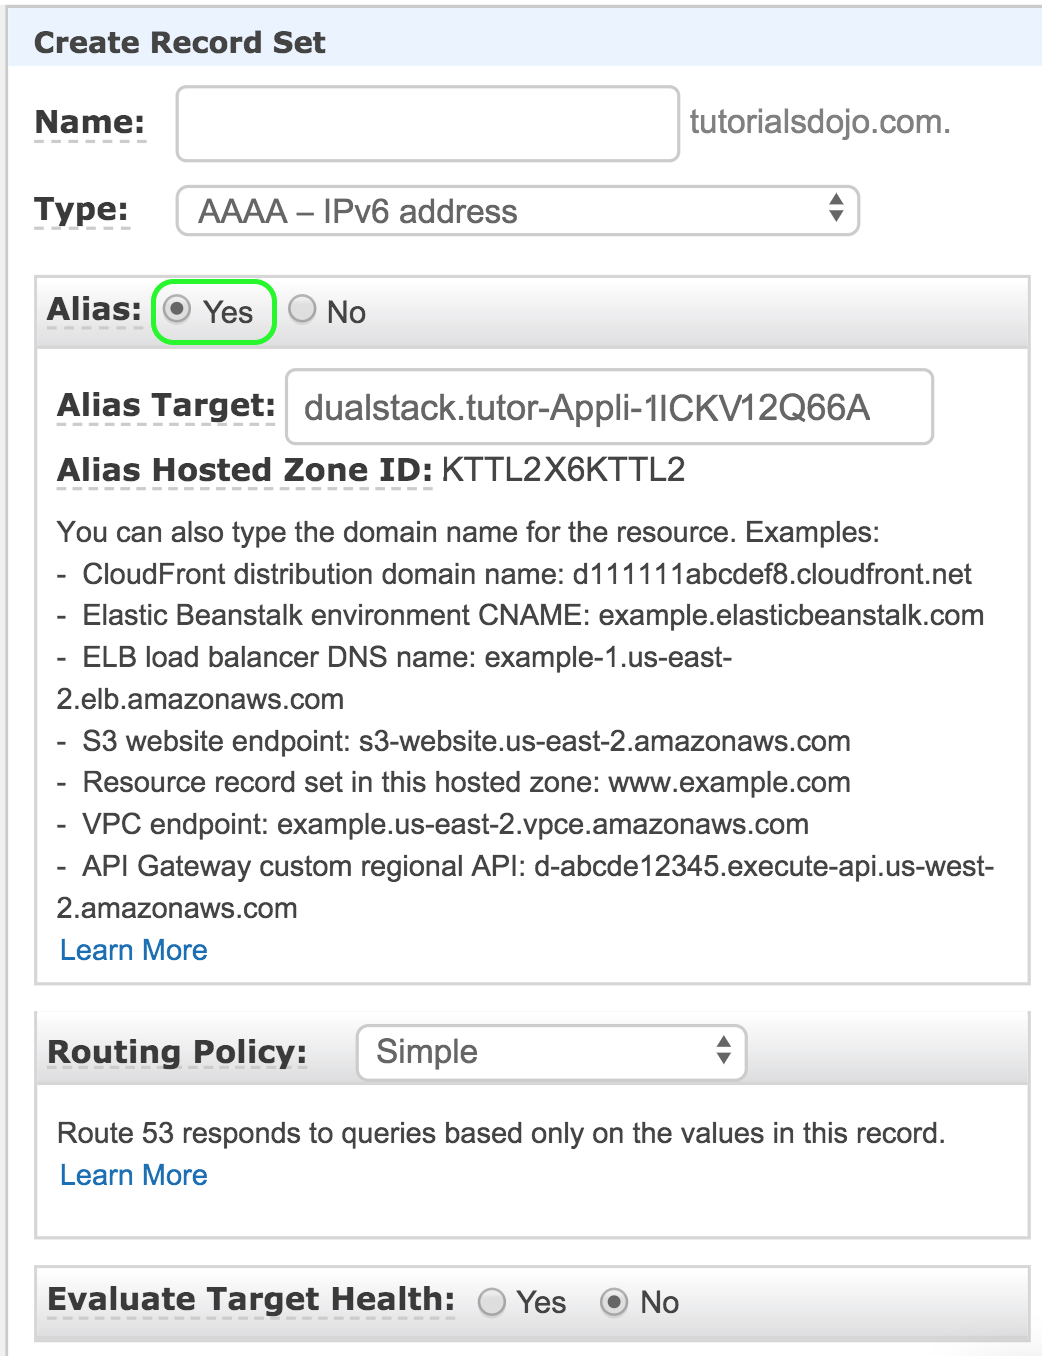 Create Record Set
Name: tutorialsdojo.com.
Type: AAAA – IPv6 address
Alias: Yes No
Alias Target: dualstack.tutor-Appli-1ICKV12Q66A
Alias Hosted Zone ID: KTTL2X6KTTL2
You can also type the domain name for the resource. Examples:
- CloudFront distribution domain name: d111111abcdef8.cloudfront.net
- Elastic Beanstalk environment CNAME: example.elasticbeanstalk.com
- ELB load balancer DNS name: example-1.us-east-
2.elb.amazonaws.com
- S3 website endpoint: s3-website.us-east-2.amazonaws.com
- Resource record set in this hosted zone: www.example.com
- VPC endpoint: example.us-east-2.vpce.amazonaws.com
- API Gateway custom regional API: d-abcde12345.execute-api.us-west-
2.amazonaws.com
Learn More
Routing Policy: Simple
Route 53 responds to queries based only on the values in this record.
Learn More
Evaluate Target Health: Yes No